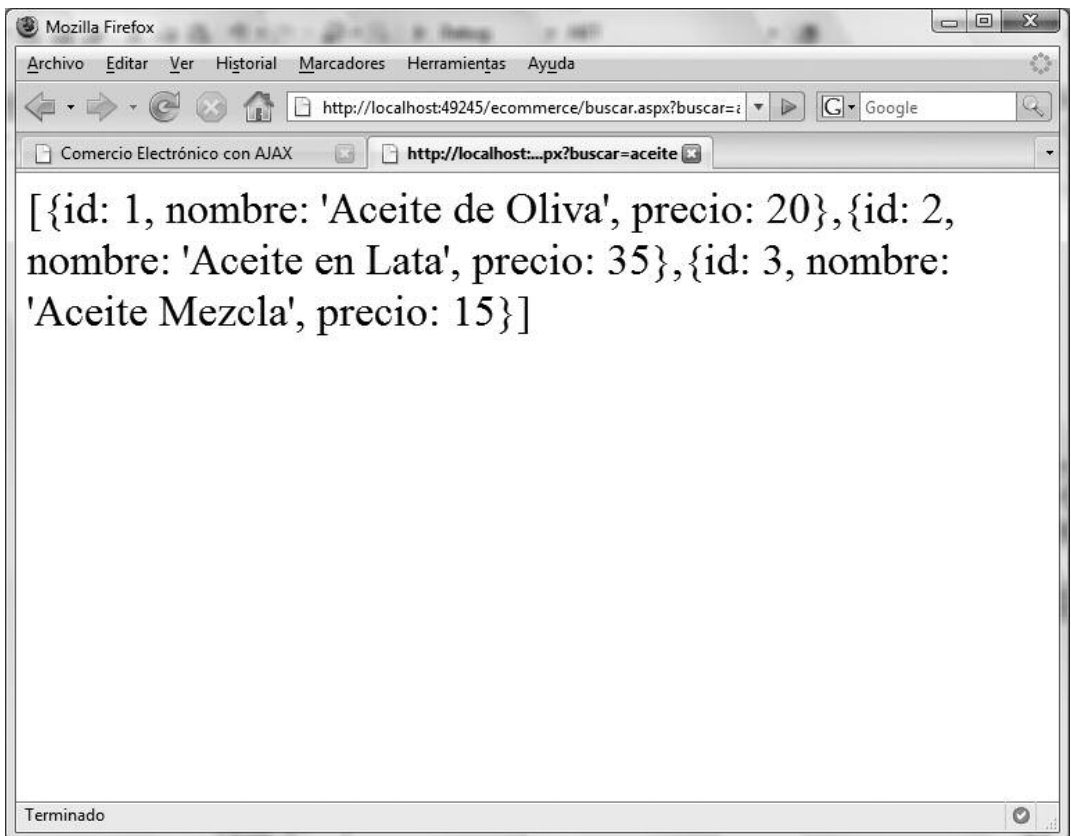 Mozilla Firefox
Archivo Editar Ver Historial Marcadores Herramientas Ayuda
http://localhost:49245/ecommerce/buscar.aspx?buscar=a
G Google
Comercio Electrónico con AJAX
http://localhost:...px?buscar=aceite
[{id: 1, nombre: 'Aceite de Oliva', precio: 20},{id: 2,
nombre: 'Aceite en Lata', precio: 35},{id: 3, nombre:
'Aceite Mezcla', precio: 15}]
Terminado